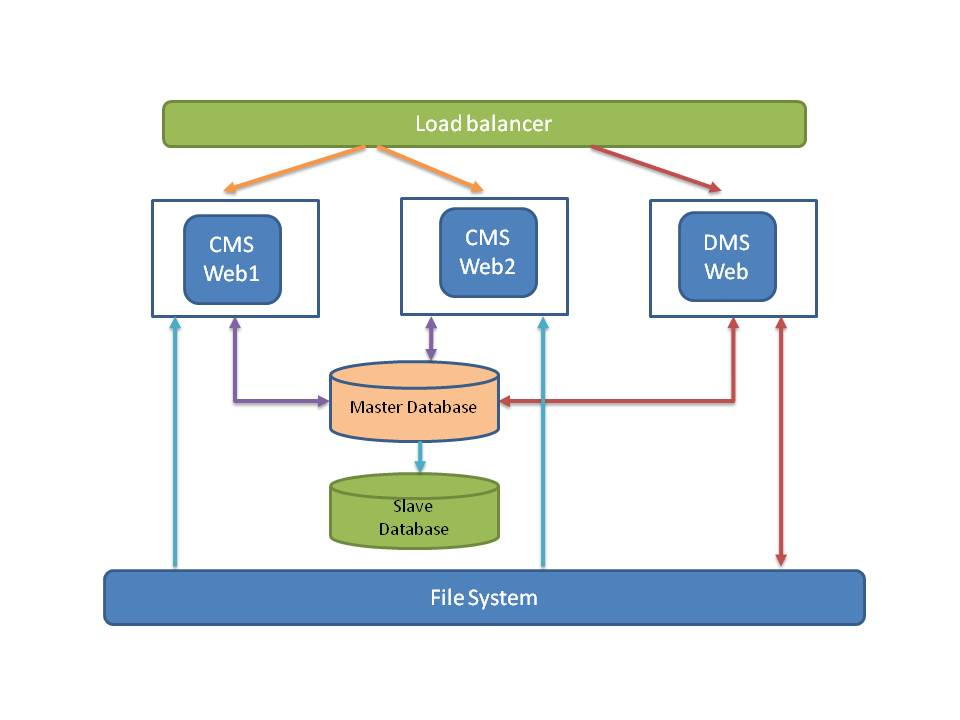 Load balancer
CMS
Web1
CMS
Web2
DMS
Web
Master Database
Slave
Database
File System